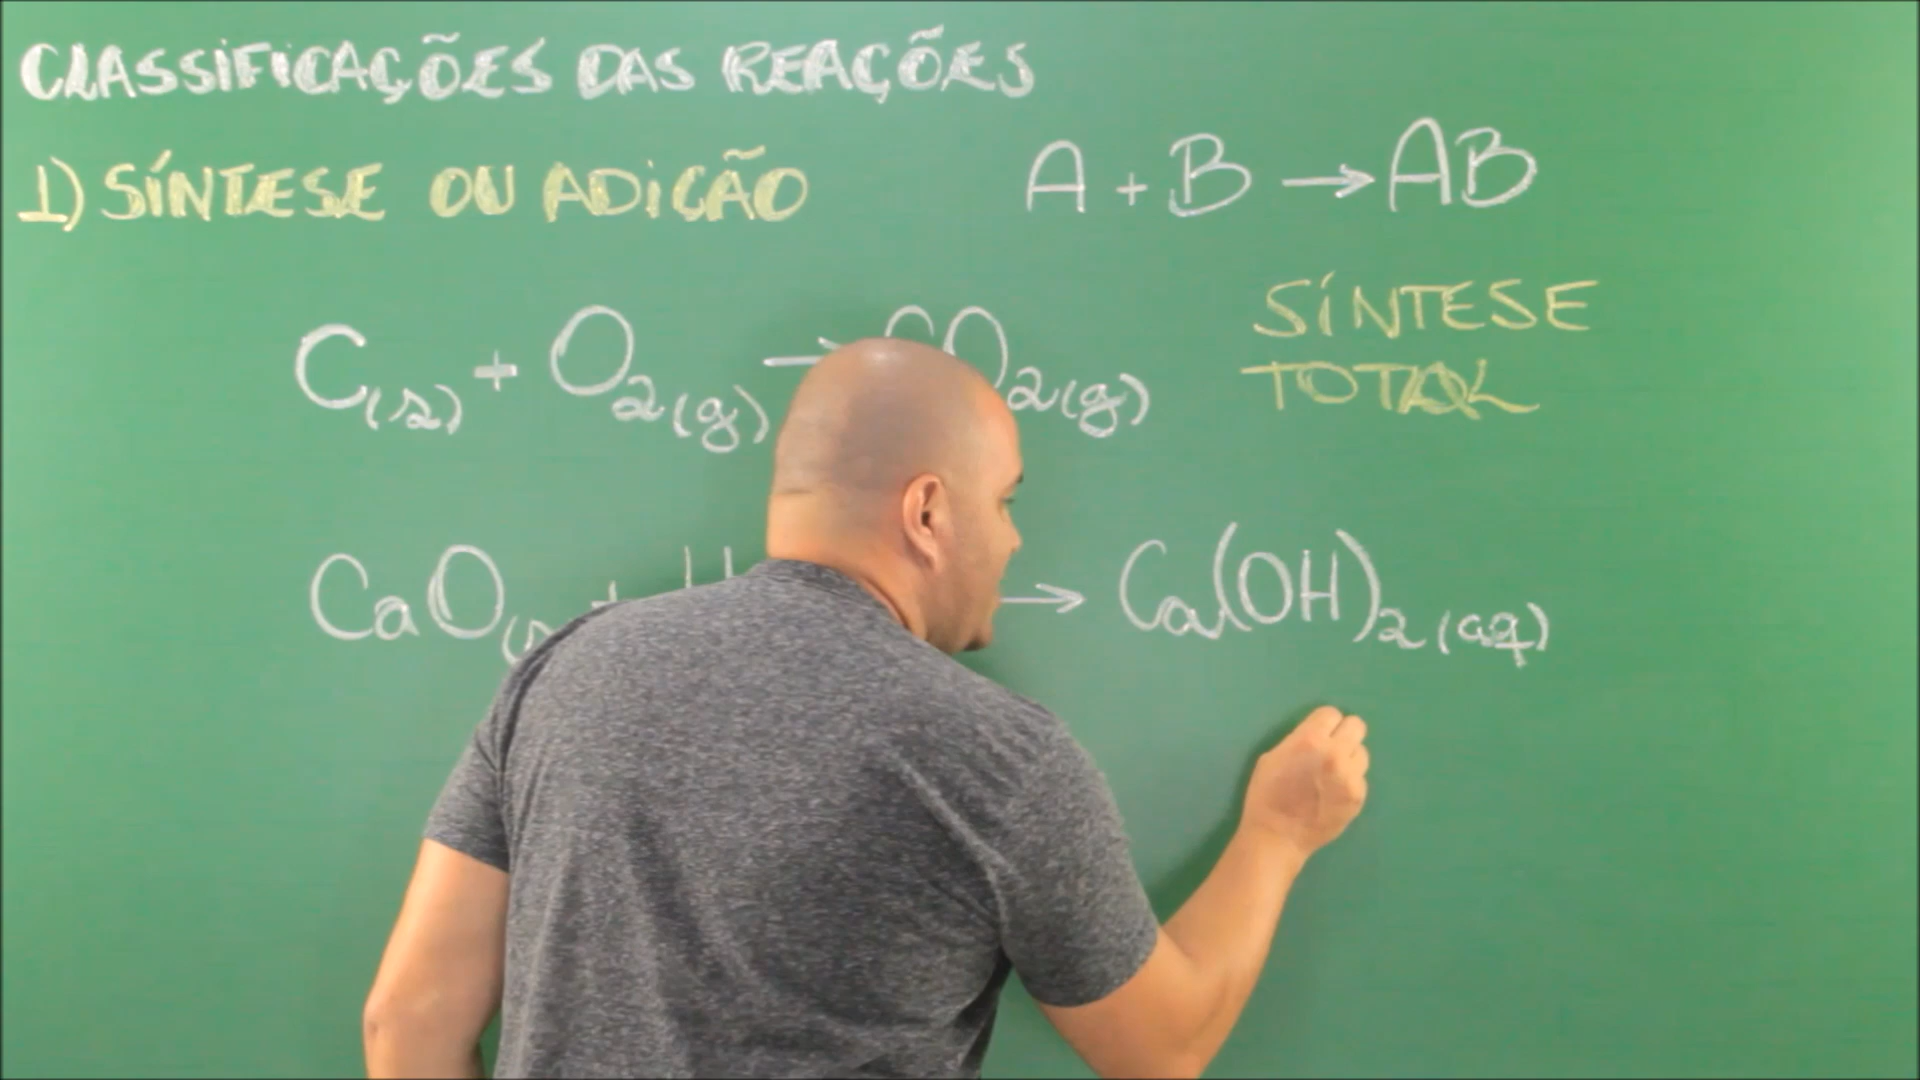 CLASSIFICAÇÕES DAS REAÇÕES
1) SÍNTESE OU ADIÇÃO A + B → AB
C(s) + O2(g) → CO2(g) SÍNTESE TOTAL
CaO(s + H → Ca(OH)2(aq)